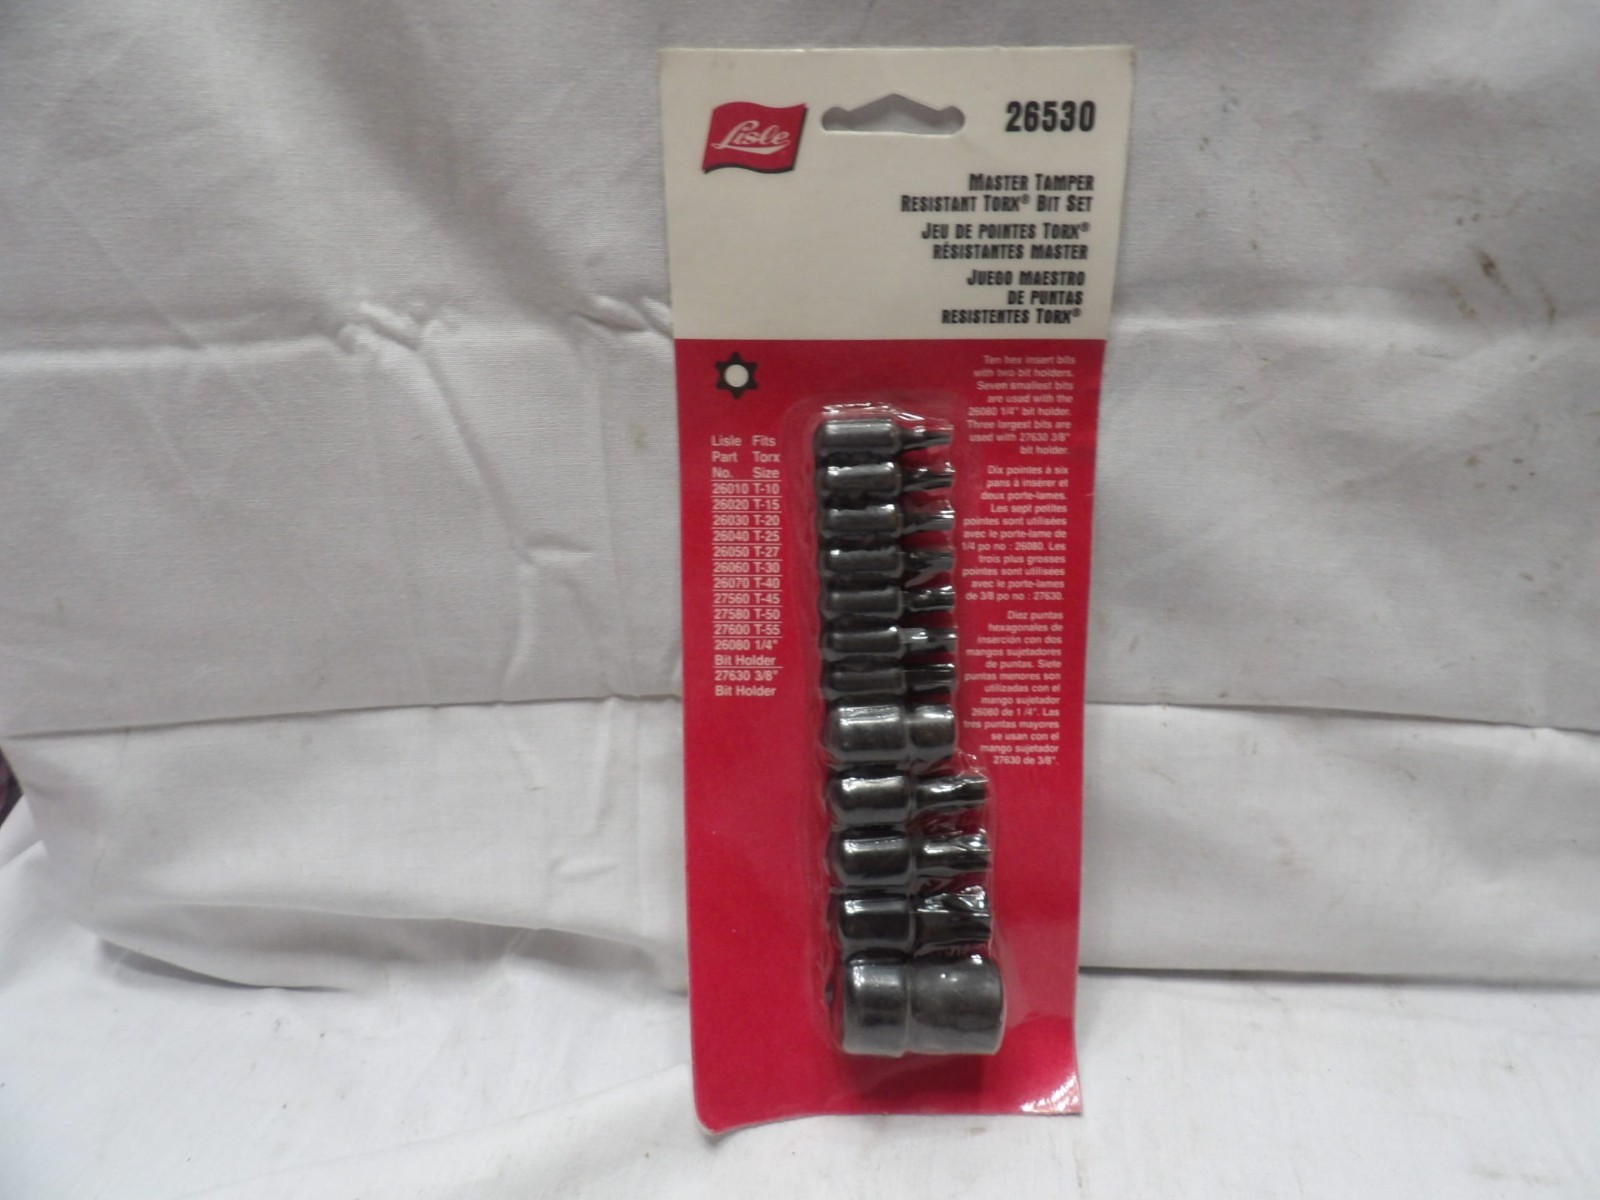 Lisle
26530
MASTER TAMPER
RESISTANT TORX® BIT SET
JEU DE POINTES TORX®
RÉSISTANTES MASTER
JUEGO MAESTRO
DE PUNTAS
RESISTENTES TORX®
Lisle Fits
Part Torx
No. Size
26010 T-10
26020 T-15
26030 T-20
26040 T-25
26050 T-27
26060 T-30
26070 T-40
27560 T-45
27580 T-50
27600 T-55
26080 1/4"
Bit Holder
27630 3/8"
Bit Holder
Ten hex insert bits
with two bit holders.
Seven smallest bits
are used with the
26080 1/4" bit holder.
Three largest bits are
used with 27630 3/8"
bit holder.
Dix pointes à six
pans à insérer et
deux porte-lames.
Les sept petites
pointes sont utilisées
avec le porte-lame de
1/4 po no : 26080. Les
trois plus grosses
pointes sont utilisées
avec le porte-lames
de 3/8 po no : 27630.
Diez puntas
hexagonales de
inserción con dos
mangos sujetadores
de puntas. Siete
puntas menores son
utilizadas con el
mango sujetador
26080 de 1/4". Las
tres puntas mayores
se usan con el
mango sujetador
27630 de 3/8".